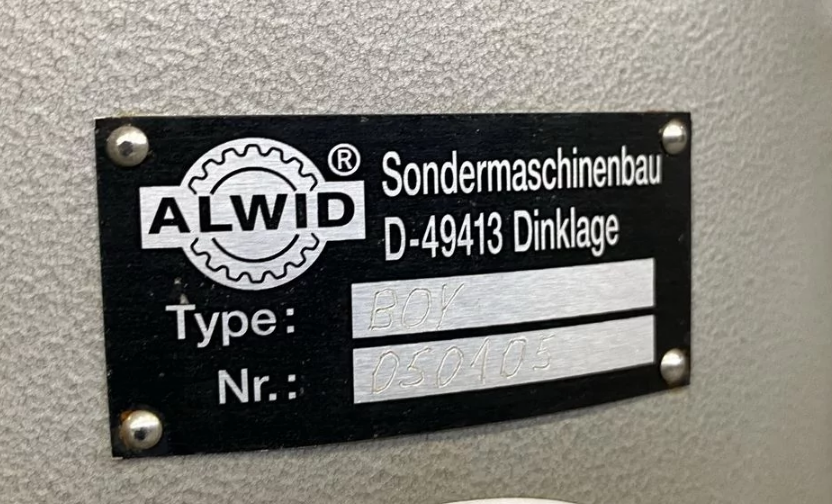 ALWID ®
Sondermaschinenbau
D-49413 Dinklage
Type: BOY
Nr.: 050105